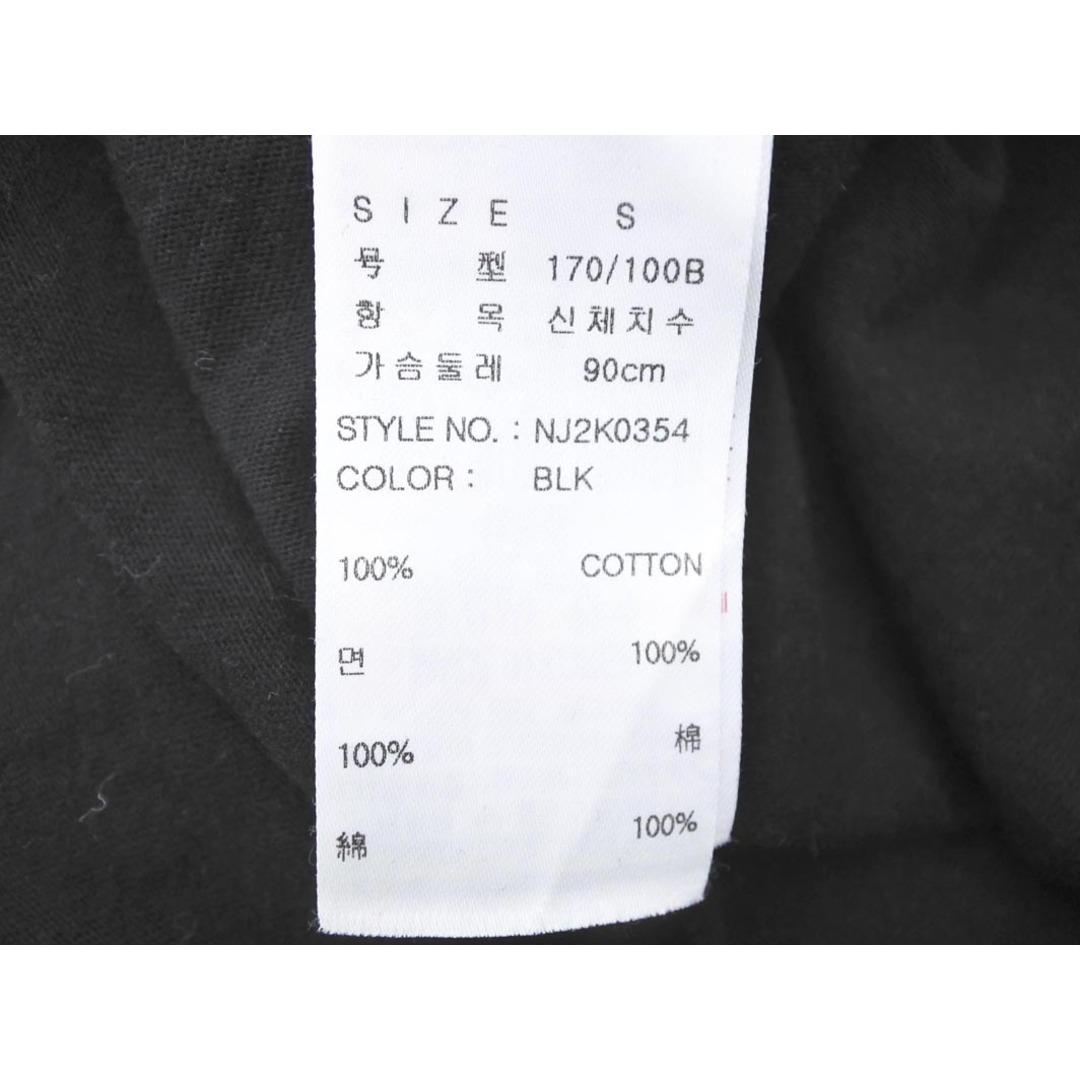 SIZE S
号型 170/100B
항목 신체치수
가슴둘레 90cm
STYLE NO. : NJ2K0354
COLOR : BLK
100% COTTON
면 100%
100% 棉
綿 100%